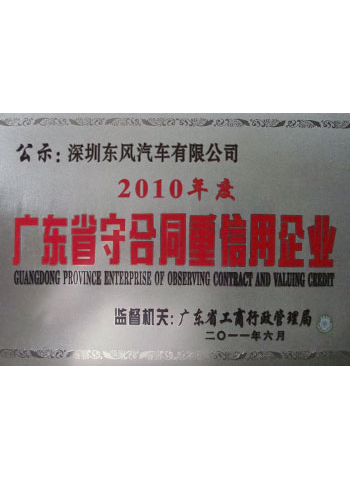 公示：深圳东风汽车有限公司
2010年度
广东省守合同重信用企业
GUANGDONG PROVINCE ENTERPRISE OF OBSERVING CONTRACT AND VALUING CREDIT
监督机关：广东省工商行政管理局
二〇一一年六月